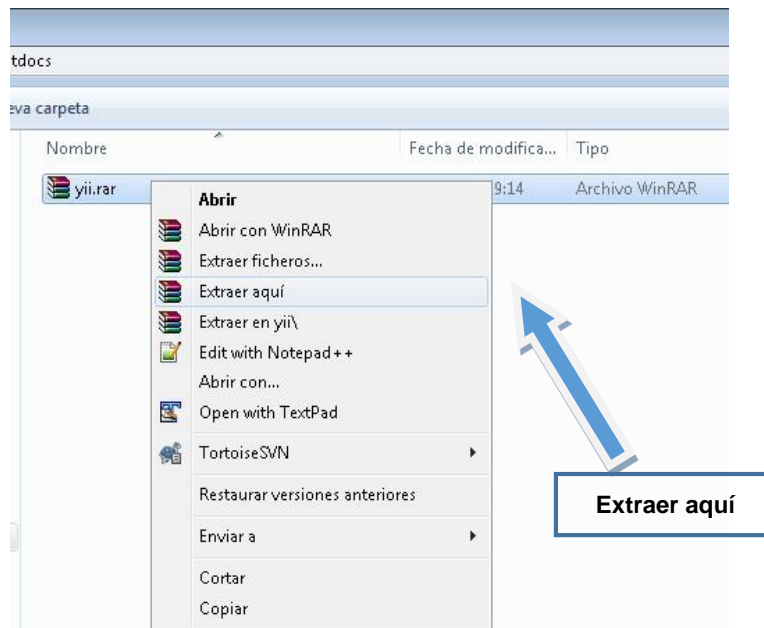 tdocs
eva carpeta
Nombre Fecha de modifica... Tipo
yii.rar 9:14 Archivo WinRAR
Abrir
Abrir con WinRAR
Extraer ficheros...
Extraer aquí
Extraer en yii\
Edit with Notepad++
Abrir con...
Open with TextPad
TortoiseSVN
Restaurar versiones anteriores
Extraer aquí
Enviar a
Cortar
Copiar